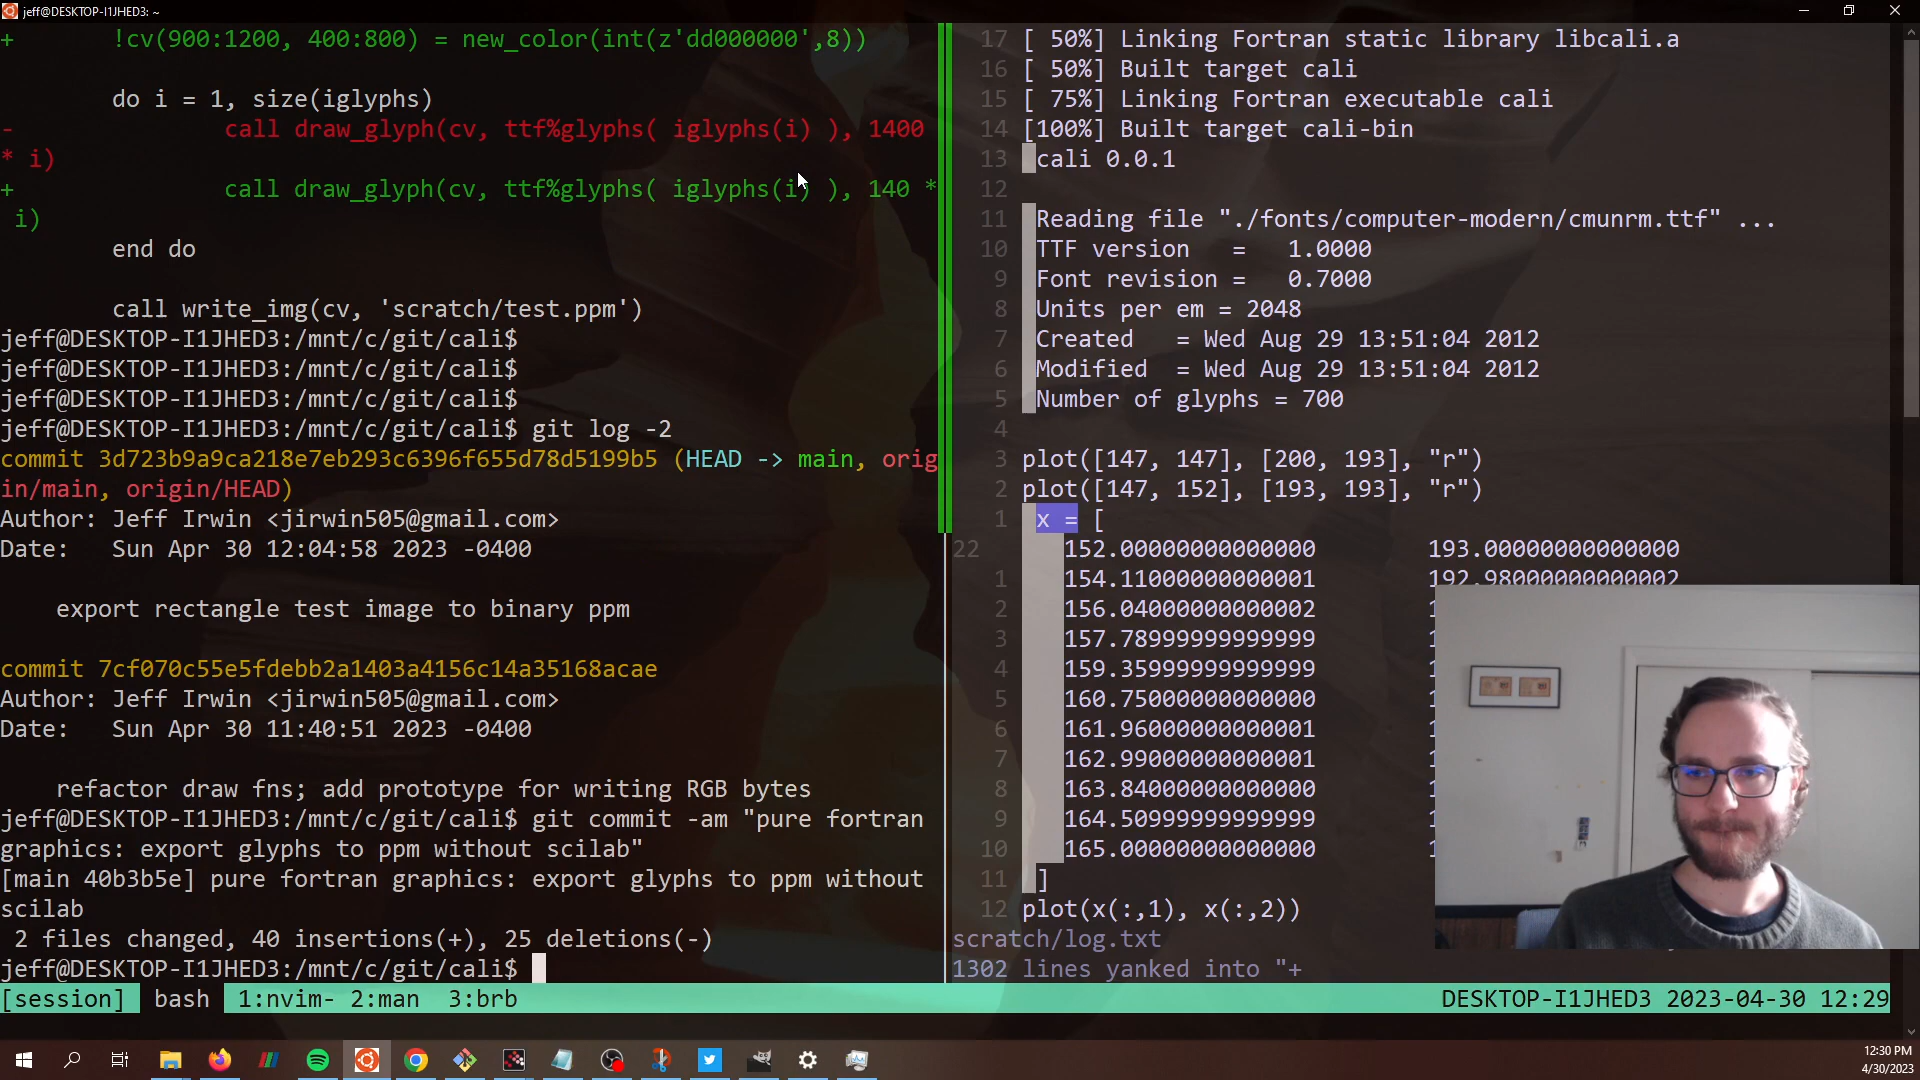 jeff@DESKTOP-I1JHED3: ~
+       !cv(900:1200, 400:800) = new_color(int(z'dd000000',8))
        do i = 1, size(iglyphs)
-               call draw_glyph(cv, ttf%glyphs( iglyphs(i) ), 1400
* i)
+               call draw_glyph(cv, ttf%glyphs( iglyphs(i) ), 140 *
 i)
        end do
        call write_img(cv, 'scratch/test.ppm')
jeff@DESKTOP-I1JHED3:/mnt/c/git/cali$
jeff@DESKTOP-I1JHED3:/mnt/c/git/cali$
jeff@DESKTOP-I1JHED3:/mnt/c/git/cali$
jeff@DESKTOP-I1JHED3:/mnt/c/git/cali$ git log -2
commit 3d723b9a9ca218e7eb293c6396f655d78d5199b5 (HEAD -> main, orig
in/main, origin/HEAD)
Author: Jeff Irwin <jirwin505@gmail.com>
Date:   Sun Apr 30 12:04:58 2023 -0400
    export rectangle test image to binary ppm
commit 7cf070c55e5fdebb2a1403a4156c14a35168acae
Author: Jeff Irwin <jirwin505@gmail.com>
Date:   Sun Apr 30 11:40:51 2023 -0400
    refactor draw fns; add prototype for writing RGB bytes
jeff@DESKTOP-I1JHED3:/mnt/c/git/cali$ git commit -am "pure fortran
graphics: export glyphs to ppm without scilab"
[main 40b3b5e] pure fortran graphics: export glyphs to ppm without
scilab
 2 files changed, 40 insertions(+), 25 deletions(-)
jeff@DESKTOP-I1JHED3:/mnt/c/git/cali$
17 [ 50%] Linking Fortran static library libcali.a
16 [ 50%] Built target cali
15 [ 75%] Linking Fortran executable cali
14 [100%] Built target cali-bin
13  cali 0.0.1
12
11  Reading file "./fonts/computer-modern/cmunrm.ttf" ...
10  TTF version   =   1.0000
9  Font revision =   0.7000
8  Units per em = 2048
7  Created    = Wed Aug 29 13:51:04 2012
6  Modified   = Wed Aug 29 13:51:04 2012
5  Number of glyphs = 700
4
3 plot([147, 147], [200, 193], "r")
2 plot([147, 152], [193, 193], "r")
1  x = [
22    152.00000000000000        193.00000000000000
1    154.11000000000001        192.98000000000002
2    156.04000000000002        1
3    157.78999999999999        1
4    159.35999999999999        1
5    160.75000000000000        1
6    161.96000000000001        1
7    162.99000000000001        1
8    163.84000000000000        1
9    164.50999999999999        1
10    165.00000000000000        1
11  ]
12 plot(x(:,1), x(:,2))
scratch/log.txt
1302 lines yanked into "+
[session]  bash  1:nvim- 2:man  3:brb
DESKTOP-I1JHED3 2023-04-30 12:29
12:30 PM
4/30/2023